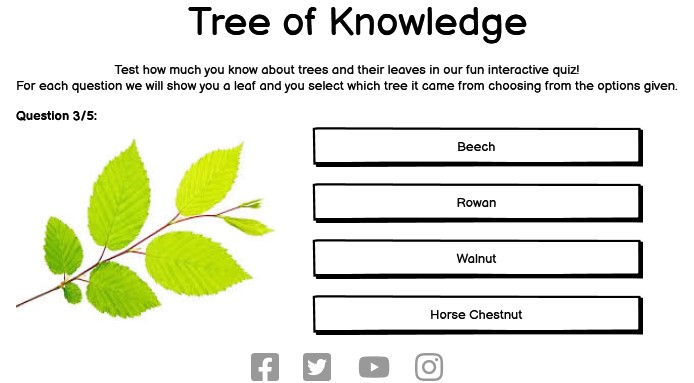 Tree of Knowledge
Test how much you know about trees and their leaves in our fun interactive quiz!
For each question we will show you a leaf and you select which tree it came from choosing from the options given.
Question 3/5:
Beech
Rowan
Walnut
Horse Chestnut